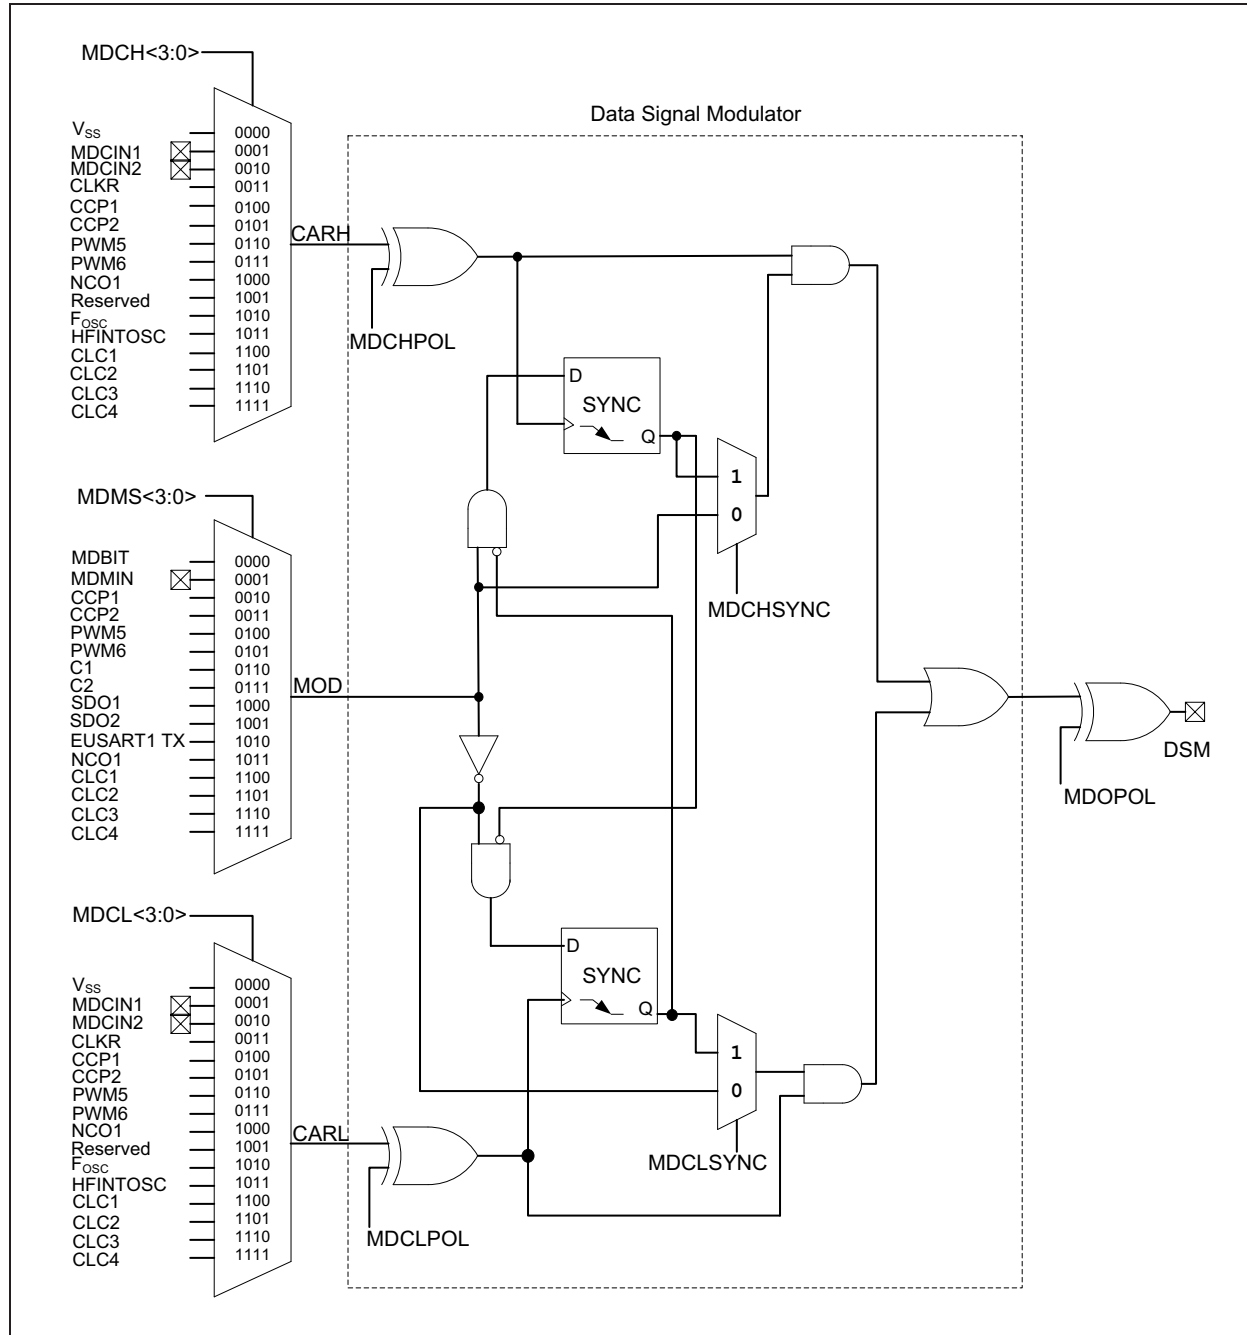 MDCH<3:0>
Data Signal Modulator
VSS 0000
MDCIN1 0001
MDCIN2 0010
CLKR 0011
CCP1 0100
CCP2 0101
PWM5 0110
PWM6 0111
NCO1 1000
Reserved 1001
FOSC 1010
HFINTOSC 1011
CLC1 1100
CLC2 1101
CLC3 1110
CLC4 1111
CARH
MDCHPOL
D
SYNC
Q
1
0
MDCHSYNC
MDMS<3:0>
MDBIT 0000
MDMIN 0001
CCP1 0010
CCP2 0011
PWM5 0100
PWM6 0101
C1 0110
C2 0111
SDO1 1000
SDO2 1001
EUSART1 TX 1010
NCO1 1011
CLC1 1100
CLC2 1101
CLC3 1110
CLC4 1111
MOD
DSM
MDOPOL
MDCL<3:0>
VSS 0000
MDCIN1 0001
MDCIN2 0010
CLKR 0011
CCP1 0100
CCP2 0101
PWM5 0110
PWM6 0111
NCO1 1000
Reserved 1001
FOSC 1010
HFINTOSC 1011
CLC1 1100
CLC2 1101
CLC3 1110
CLC4 1111
D
SYNC
Q
1
0
CARL
MDCLSYNC
MDCLPOL